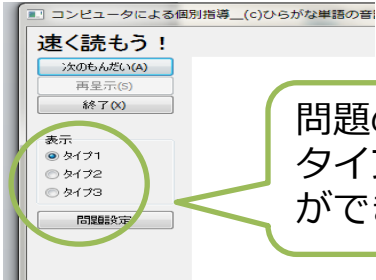 コンピュータによる個別指導__(c)ひらがな単語の音
速く読もう！
次のもんだい(A)
再呈示(S)
終了(X)
表示
タイプ1
タイプ2
タイプ3
問題設定
問題の
タイプ
ができ